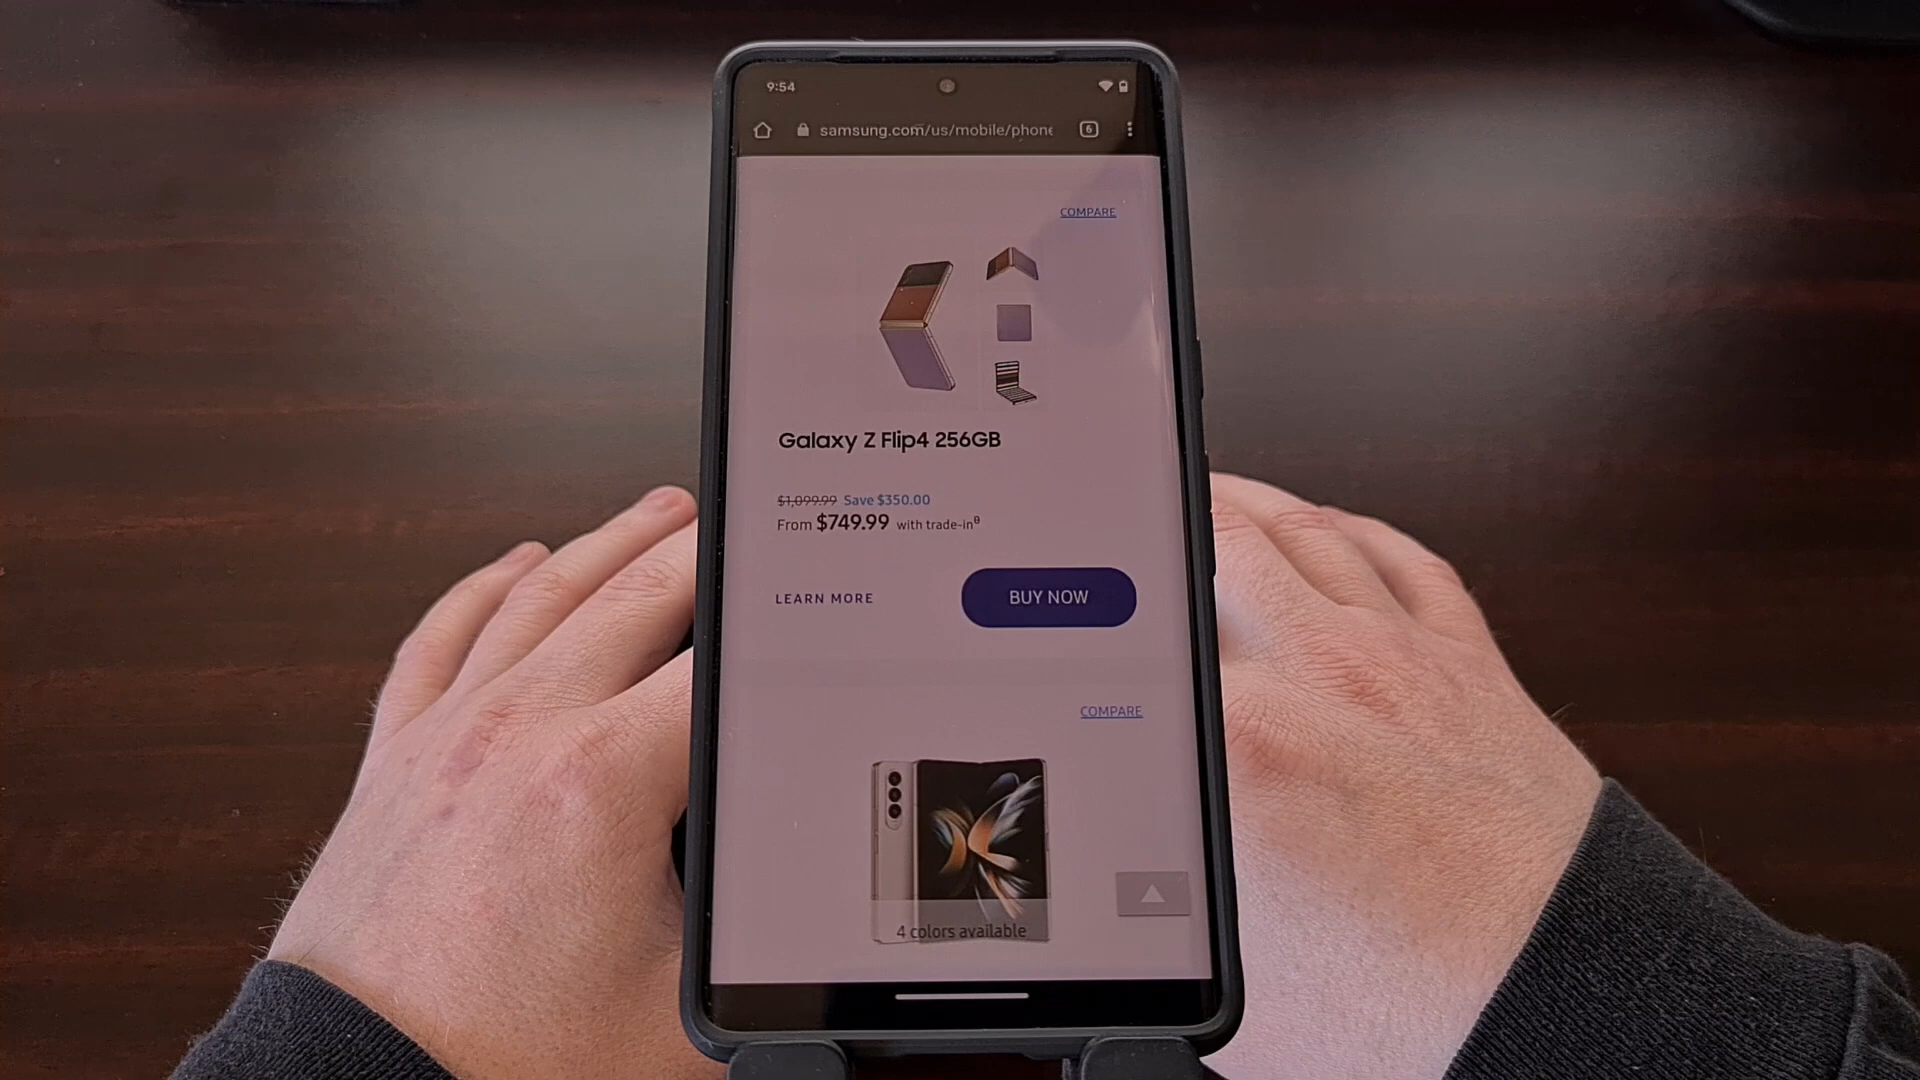 9:54
samsung.com/us/mobile/phone
6
COMPARE
Galaxy Z Flip4 256GB
$1,099.99 Save $350.00
From $749.99 with trade-inᶿ
LEARN MORE
BUY NOW
COMPARE
4 colors available